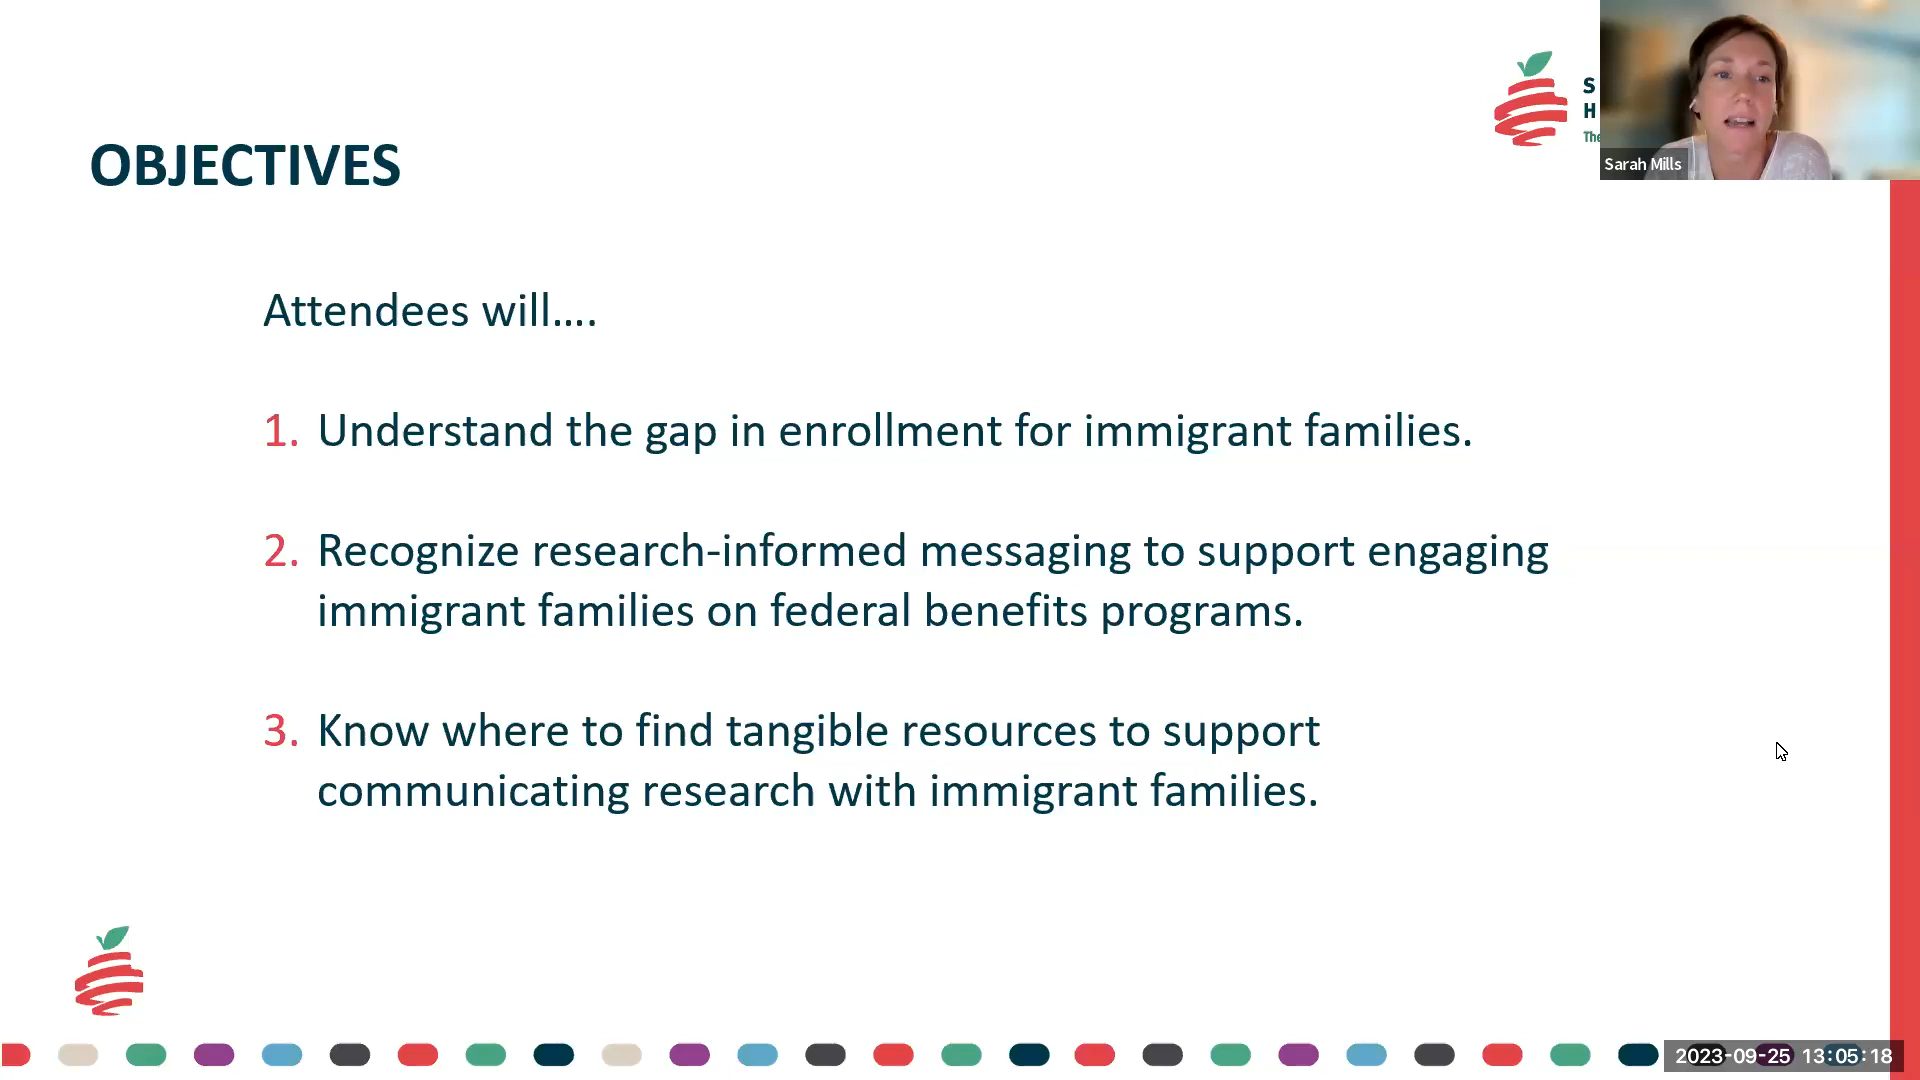 S
H
The
Sarah Mills
OBJECTIVES
Attendees will....
1. Understand the gap in enrollment for immigrant families.
2. Recognize research-informed messaging to support engaging
immigrant families on federal benefits programs.
3. Know where to find tangible resources to support
communicating research with immigrant families.
2023-09-25 13:05:18